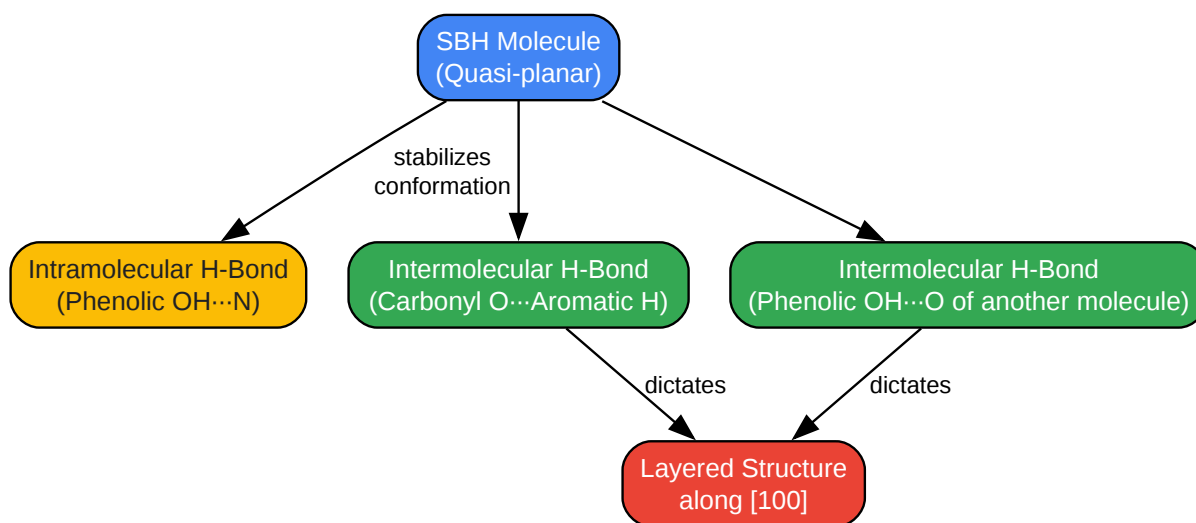 SBH Molecule
(Quasi-planar)
stabilizes
conformation
Intramolecular H-Bond
(Phenolic OH···N)
Intermolecular H-Bond
(Carbonyl O···Aromatic H)
Intermolecular H-Bond
(Phenolic OH···O of another molecule)
dictates
dictates
Layered Structure
along [100]